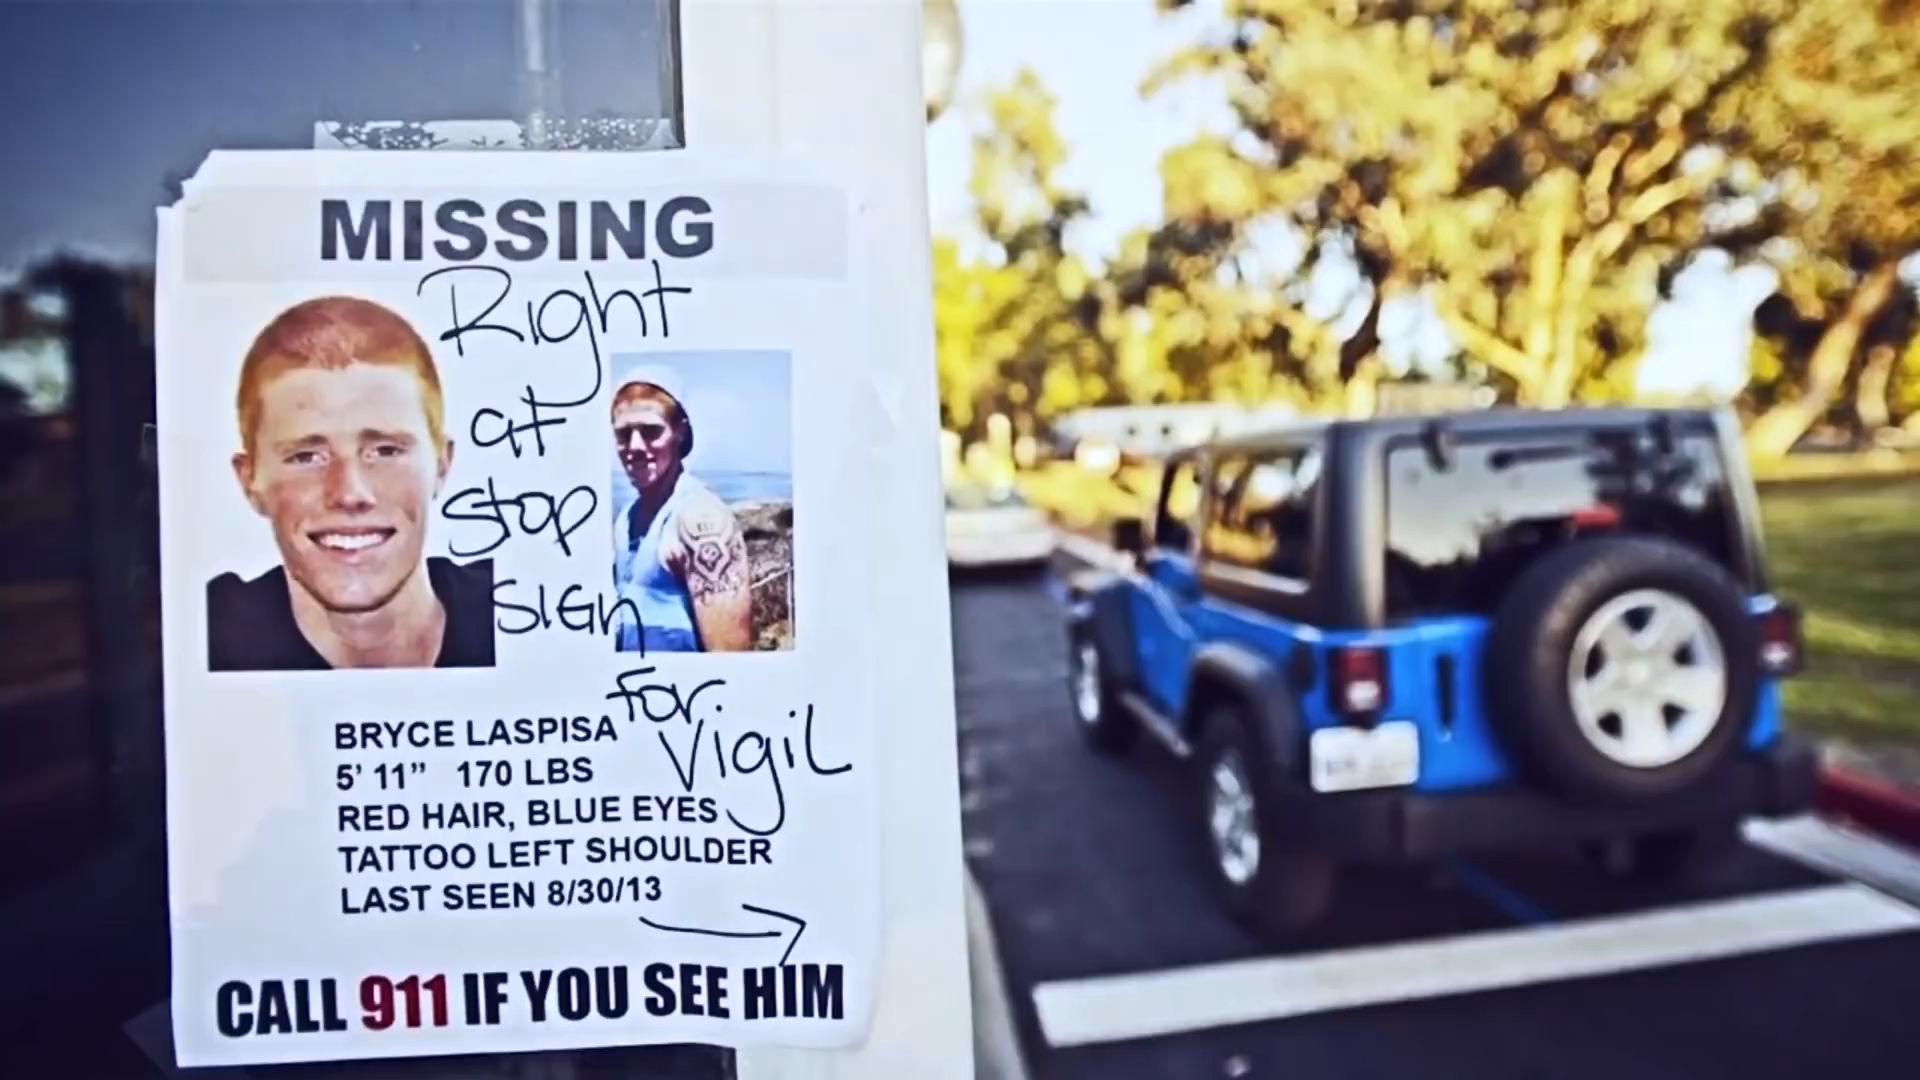 MISSING
Right
at
stop
sign
for
Vigil
BRYCE LASPISA
5' 11” 170 LBS
RED HAIR, BLUE EYES
TATTOO LEFT SHOULDER
LAST SEEN 8/30/13
CALL 911 IF YOU SEE HIM